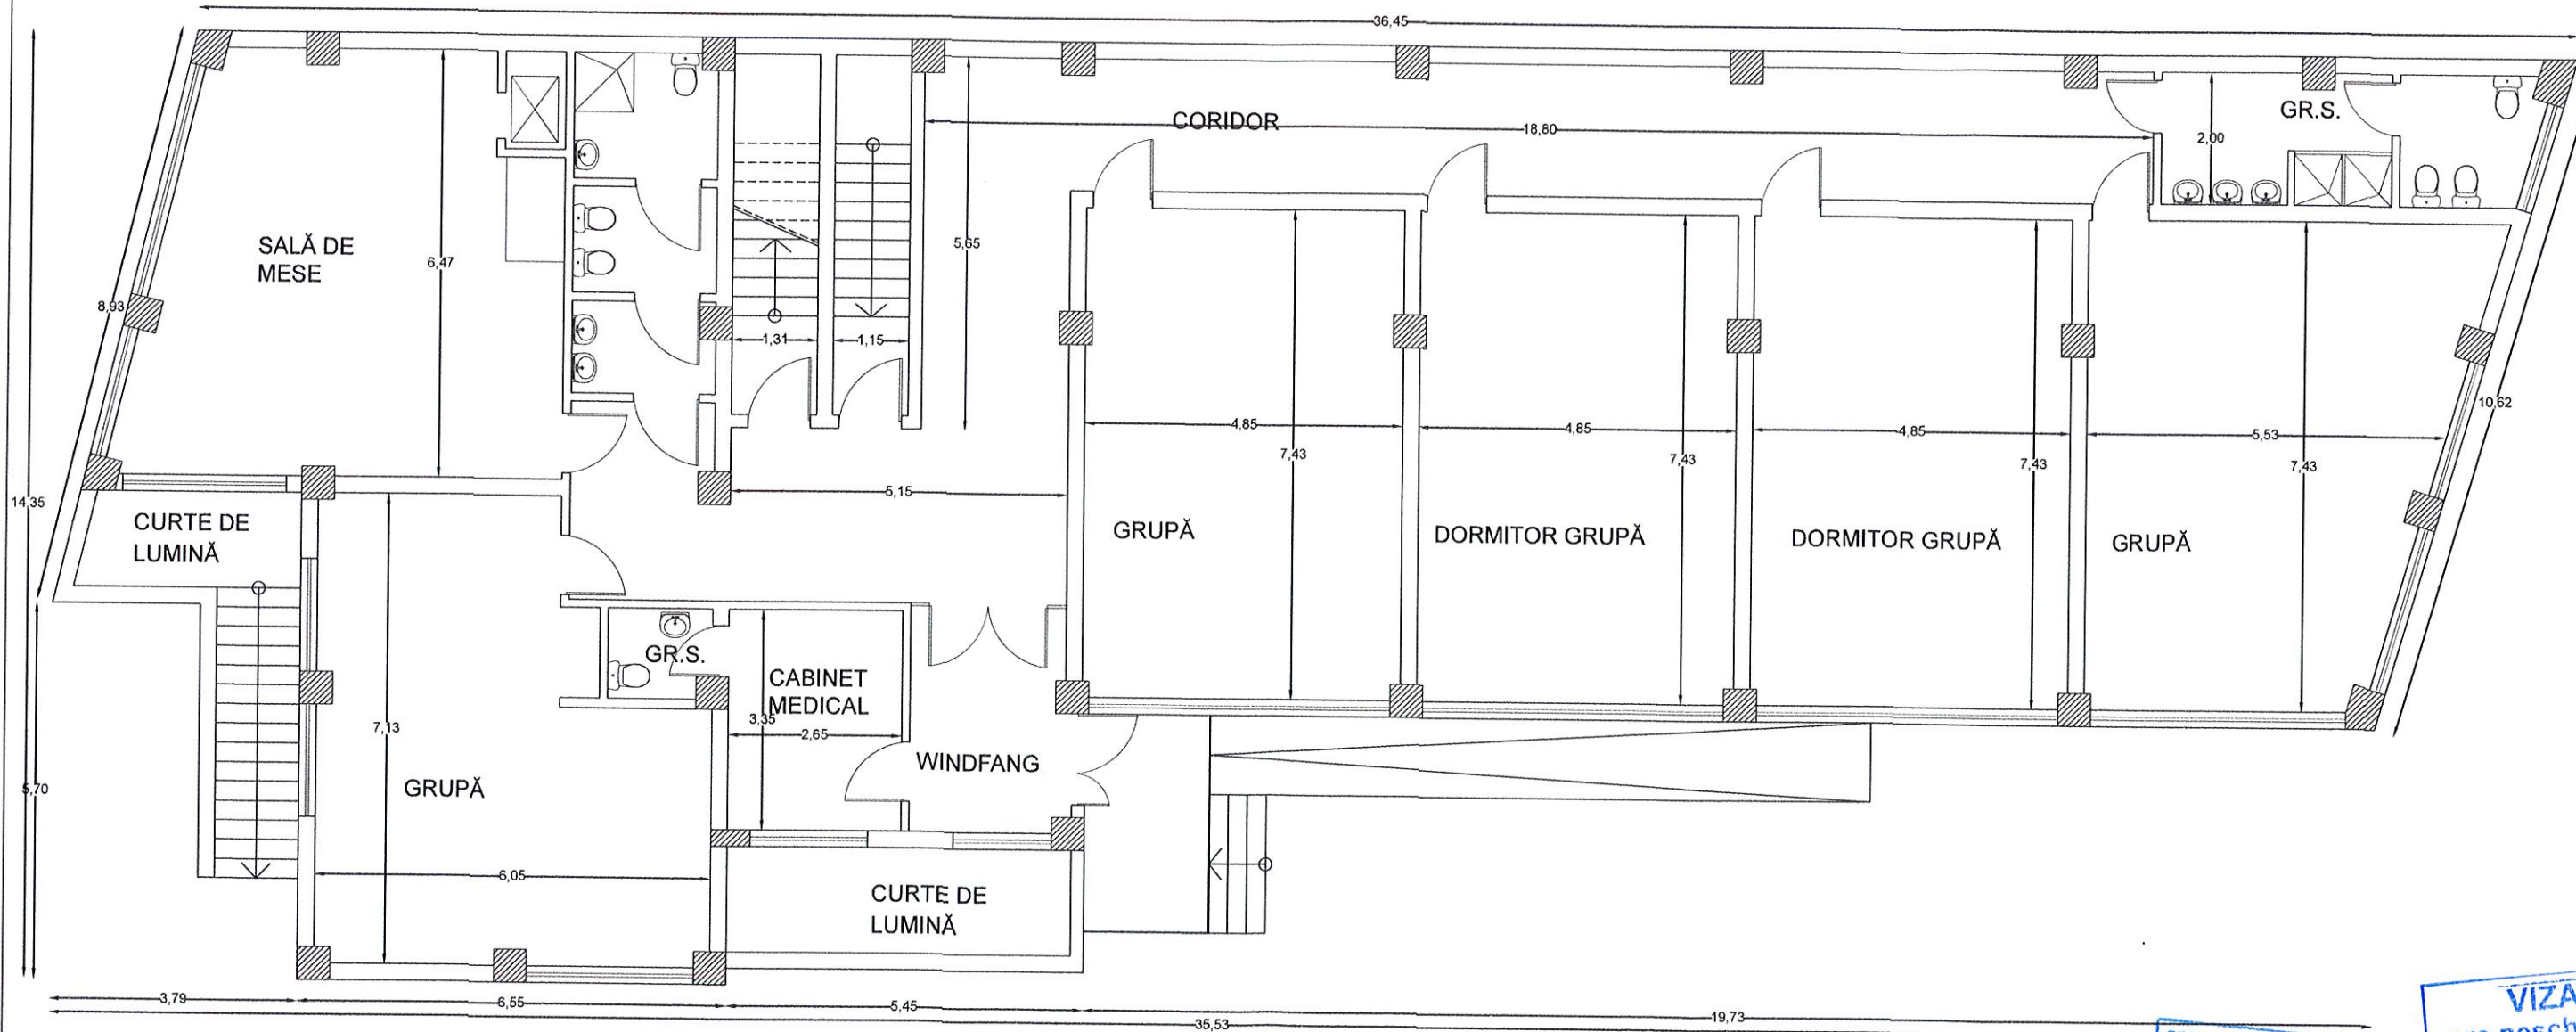 36,45
CORIDOR
18,80
GR.S.
2,00
SALĂ DE
MESE
6,47
5,65
8,93
1,31
1,15
10,62
4,85
4,85
4,85
5,53
7,43
7,43
7,43
7,43
14,35
5,15
CURTE DE
LUMINĂ
GRUPĂ
DORMITOR GRUPĂ
DORMITOR GRUPĂ
GRUPĂ
GR.S.
CABINET
MEDICAL
3,35
2,65
7,13
WINDFANG
5,70
GRUPĂ
6,05
CURTE DE
LUMINĂ
3,79
6,55
5,45
19,73
35,53
VIZA